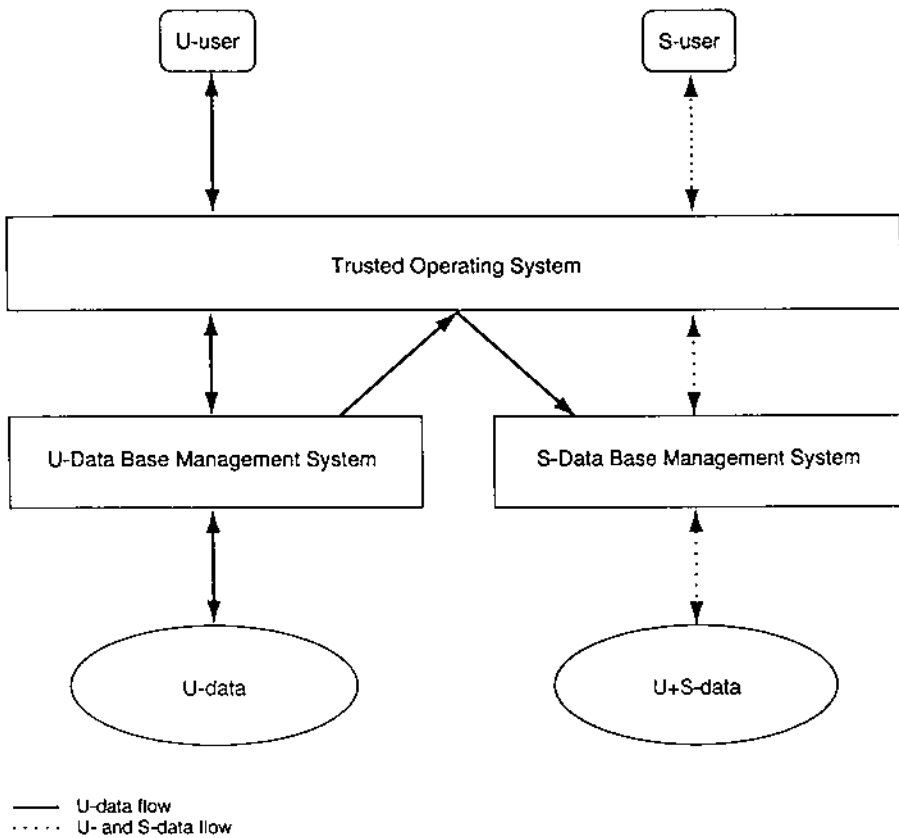 U-user
S-user
Trusted Operating System
U-Data Base Management System
S-Data Base Management System
U-data
U+S-data
U-data flow
U- and S-data flow